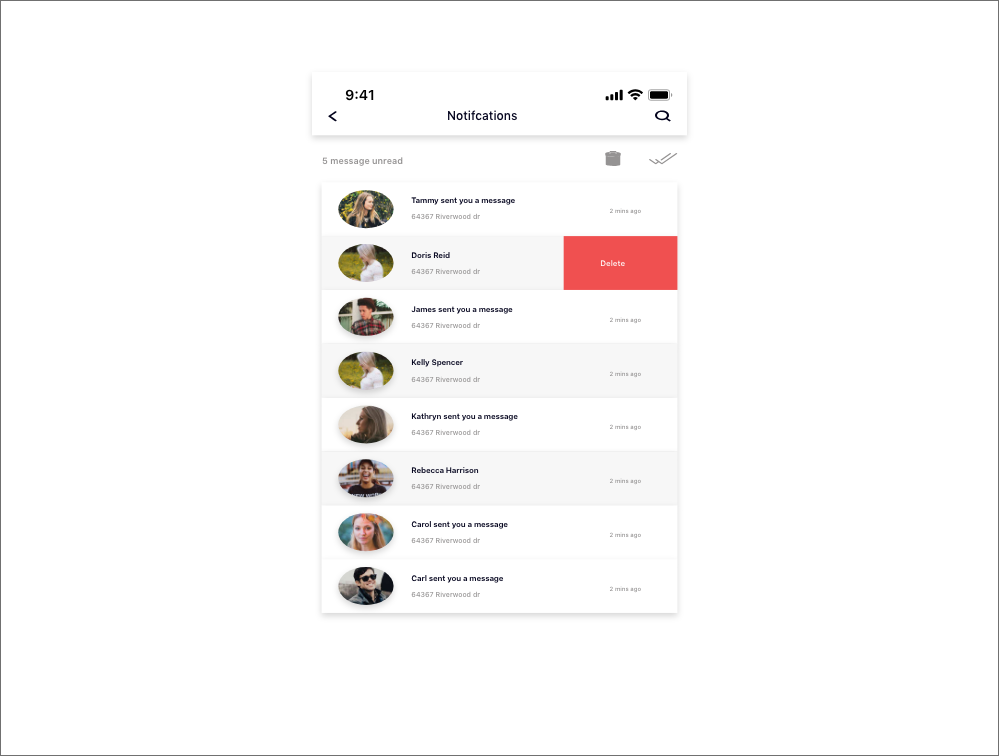 9:41
Notifcations
5 message unread
Tammy sent you a message
64367 Riverwood dr
2 mins ago
Doris Reid
64367 Riverwood dr
Delete
James sent you a message
64367 Riverwood dr
2 mins ago
Kelly Spencer
64367 Riverwood dr
2 mins ago
Kathryn sent you a message
64367 Riverwood dr
2 mins ago
Rebecca Harrison
64367 Riverwood dr
2 mins ago
Carol sent you a message
64367 Riverwood dr
2 mins ago
Carl sent you a message
64367 Riverwood dr
2 mins ago